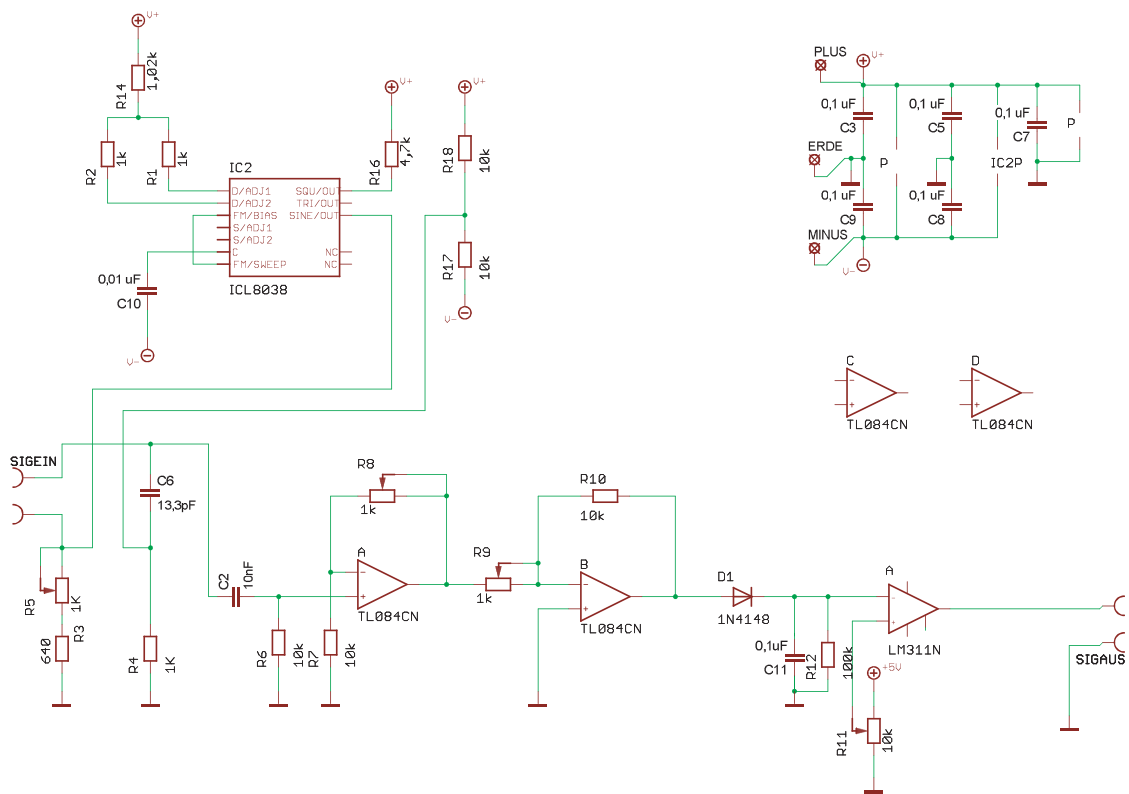 V+
R14
1,02k
R2
1k
R1
1k
IC2
D/ADJ1
D/ADJ2
FM/BIAS
S/ADJ1
S/ADJ2
C
FM/SWEEP
SQU/OUT
TRI/OUT
SINE/OUT
NC
NC
ICL8038
0,01 uF
C10
V-
V+
R16
4,7k
V+
R18
10k
R17
10k
V-
PLUS
V+
0,1 uF
C3
0,1 uF
C5
0,1 uF
C7
P
ERDE
P
IC2P
0,1 uF
C9
0,1 uF
C8
MINUS
V-
C
TL084CN
D
TL084CN
SIGEIN
C6
13,3pF
R5
1K
R3
640
R4
1K
C2
10nF
R6
10k
R7
10k
R8
1k
A
TL084CN
R9
1k
R10
10k
B
TL084CN
D1
1N4148
0,1uF
C11
R12
100k
A
LM311N
+5V
R11
10k
SIGAUS